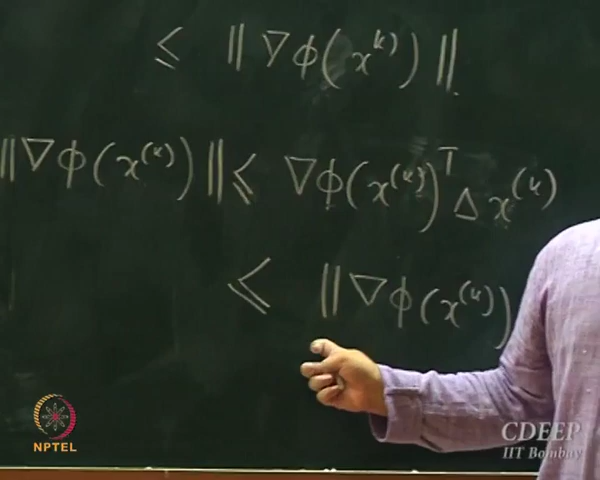 ≤ ‖∇φ(x^(k))‖
‖∇φ(x^(k))‖ ≤ ∇φ(x^(k))^T Δx^(k)
≤ ‖∇φ(x^(k))
NPTEL
CDEEP
IIT Bombay